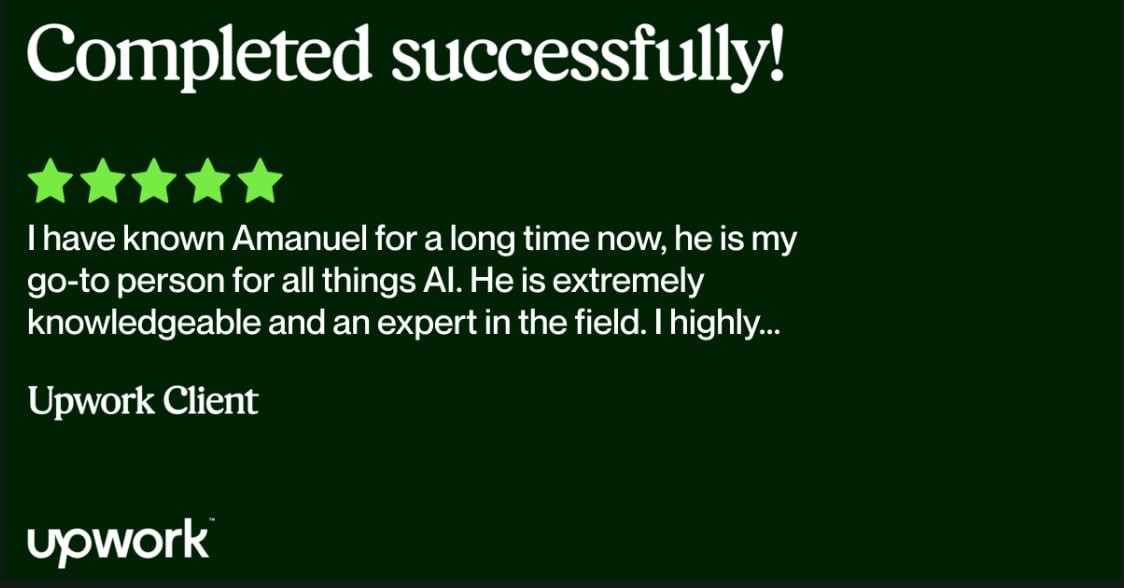 Completed successfully!
I have known Amanuel for a long time now, he is my
go-to person for all things AI. He is extremely
knowledgeable and an expert in the field. I highly...
Upwork Client
upwork™